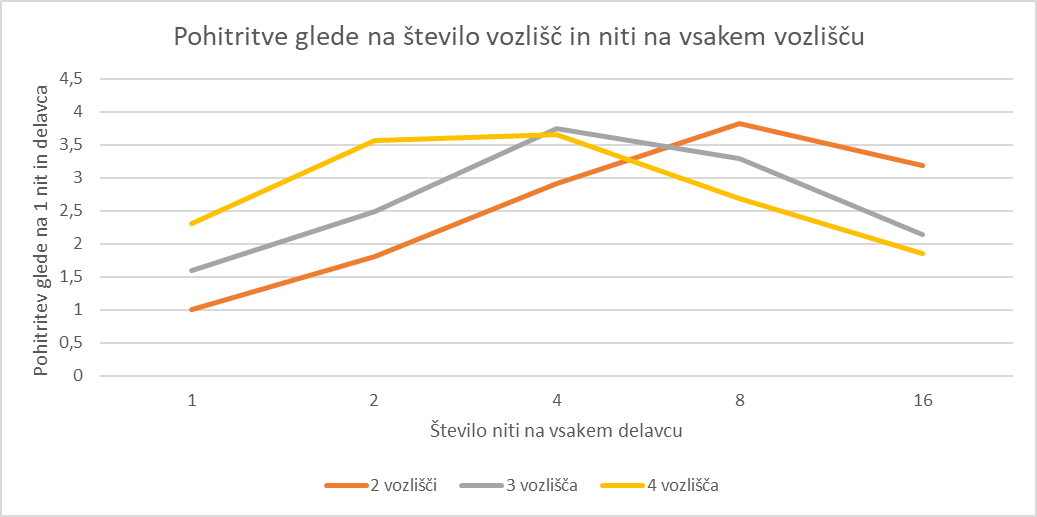 Pohitritve glede na število vozlišč in niti na vsakem vozlišču
Pohitritev glede na 1 nit in delavca
4,5
4
3,5
3
2,5
2
1,5
1
0,5
0
1 2 4 8 16
Število niti na vsakem delavcu
2 vozlišči 3 vozlišča 4 vozlišča